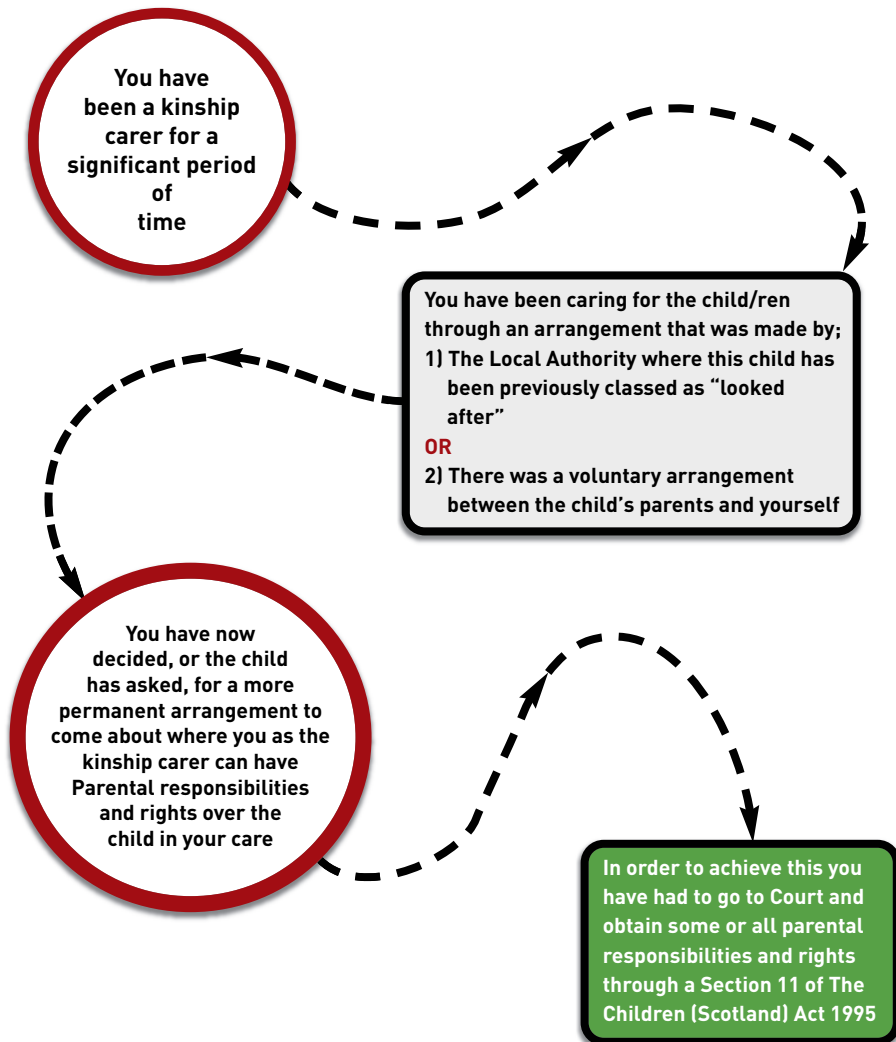 You have
been a kinship
carer for a
significant period
of
time
You have been caring for the child/ren
through an arrangement that was made by;
1) The Local Authority where this child has
been previously classed as “looked
after”
OR
2) There was a voluntary arrangement
between the child’s parents and yourself
You have now
decided, or the child
has asked, for a more
permanent arrangement to
come about where you as the
kinship carer can have
Parental responsibilities
and rights over the
child in your care
In order to achieve this you
have had to go to Court and
obtain some or all parental
responsibilities and rights
through a Section 11 of The
Children (Scotland) Act 1995